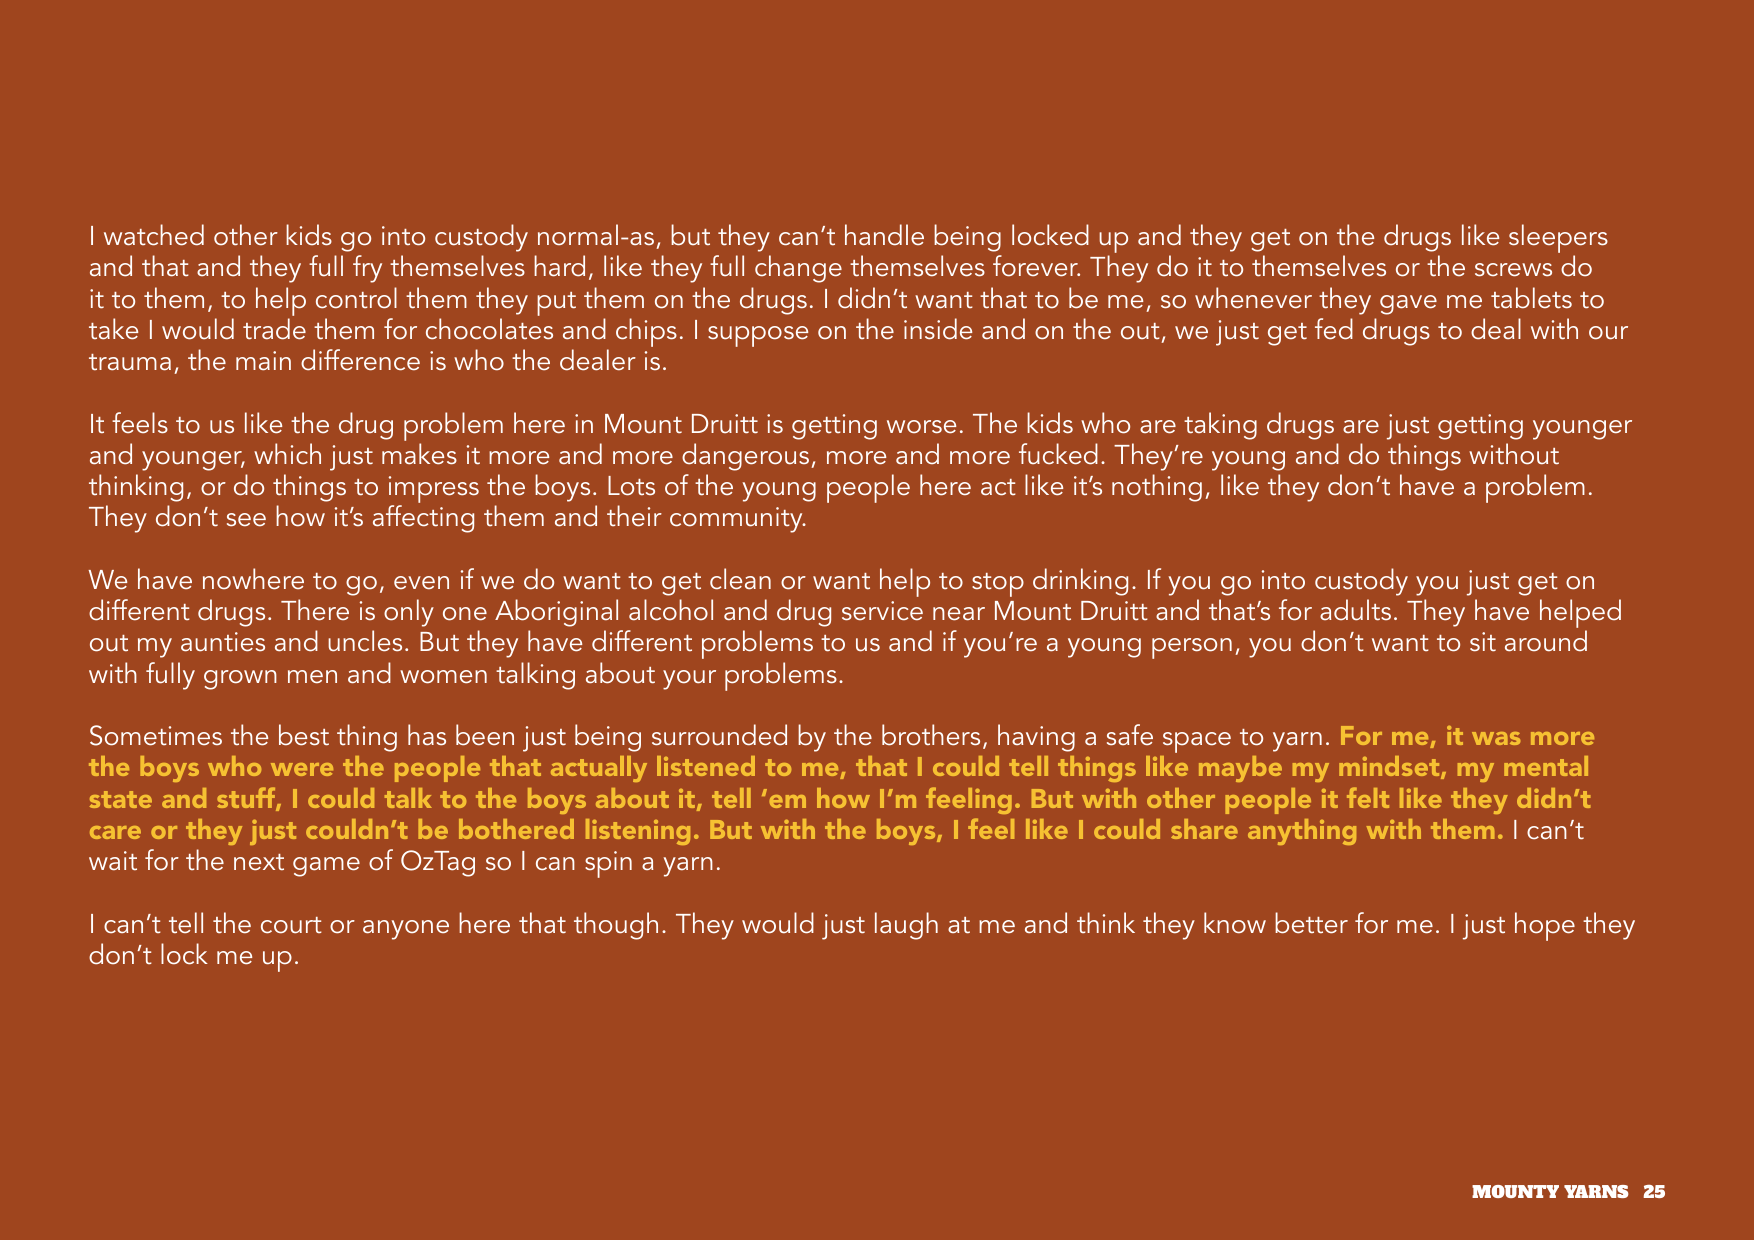 I watched other kids go into custody normal-as, but they can’t handle being locked up and they get on the drugs like sleepers
and that and they full fry themselves hard, like they full change themselves forever. They do it to themselves or the screws do
it to them, to help control them they put them on the drugs. I didn’t want that to be me, so whenever they gave me tablets to
take I would trade them for chocolates and chips. I suppose on the inside and on the out, we just get fed drugs to deal with our
trauma, the main difference is who the dealer is.
It feels to us like the drug problem here in Mount Druitt is getting worse. The kids who are taking drugs are just getting younger
and younger, which just makes it more and more dangerous, more and more fucked. They’re young and do things without
thinking, or do things to impress the boys. Lots of the young people here act like it’s nothing, like they don’t have a problem.
They don’t see how it’s affecting them and their community.
We have nowhere to go, even if we do want to get clean or want help to stop drinking. If you go into custody you just get on
different drugs. There is only one Aboriginal alcohol and drug service near Mount Druitt and that’s for adults. They have helped
out my aunties and uncles. But they have different problems to us and if you’re a young person, you don’t want to sit around
with fully grown men and women talking about your problems.
Sometimes the best thing has been just being surrounded by the brothers, having a safe space to yarn. For me, it was more
the boys who were the people that actually listened to me, that I could tell things like maybe my mindset, my mental
state and stuff, I could talk to the boys about it, tell ‘em how I’m feeling. But with other people it felt like they didn’t
care or they just couldn’t be bothered listening. But with the boys, I feel like I could share anything with them. I can’t
wait for the next game of OzTag so I can spin a yarn.
I can’t tell the court or anyone here that though. They would just laugh at me and think they know better for me. I just hope they
don’t lock me up.
MOUNTY YARNS 25